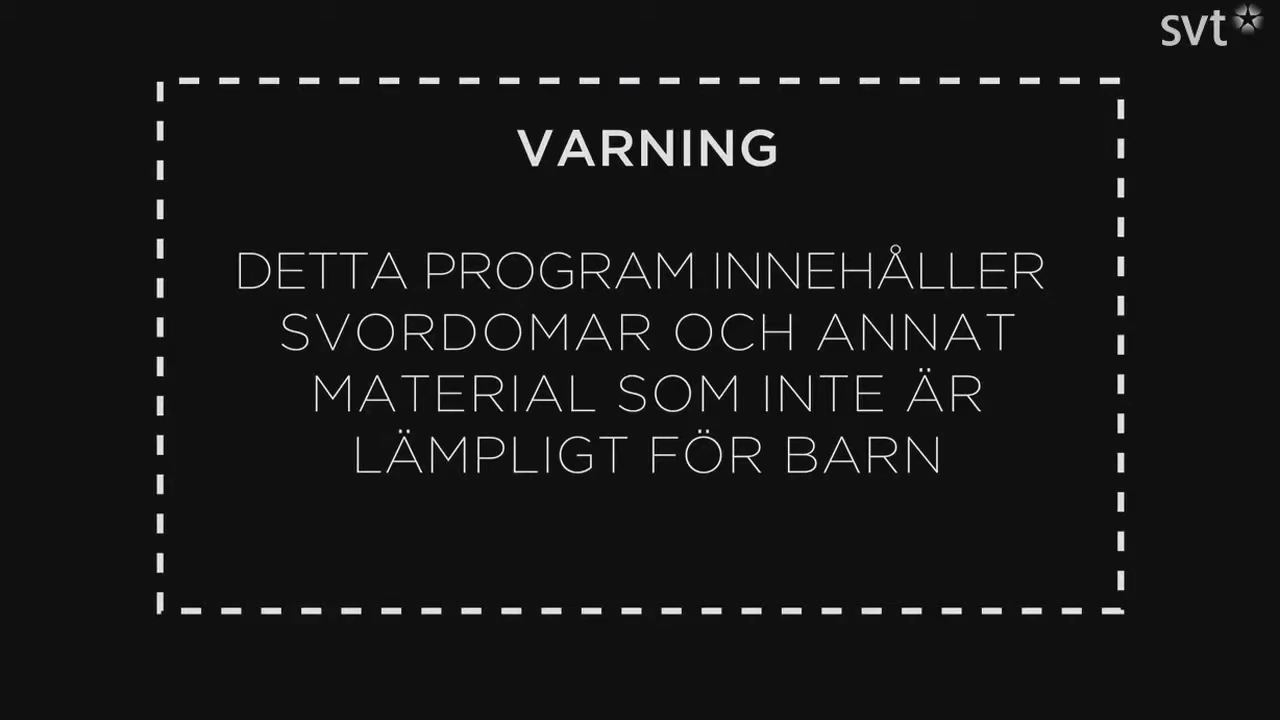 svt
VARNING
DETTA PROGRAM INNEHÅLLER
SVORDOMAR OCH ANNAT
MATERIAL SOM INTE ÄR
LÄMPLIGT FÖR BARN